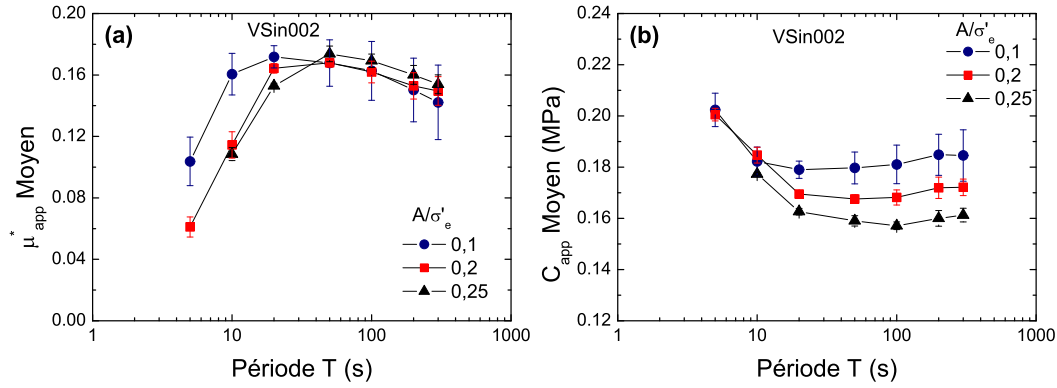 (a)
VSin002
0.20
0.16
0.12
0.08
0.04
0.00
μ*app Moyen
A/σ'e
0,1
0,2
0,25
1
10
100
1000
Période T (s)
(b)
VSin002
A/σ'e
0,1
0,2
0,25
0.24
0.22
0.20
0.18
0.16
0.14
0.12
Capp Moyen (MPa)
1
10
100
1000
Période T (s)